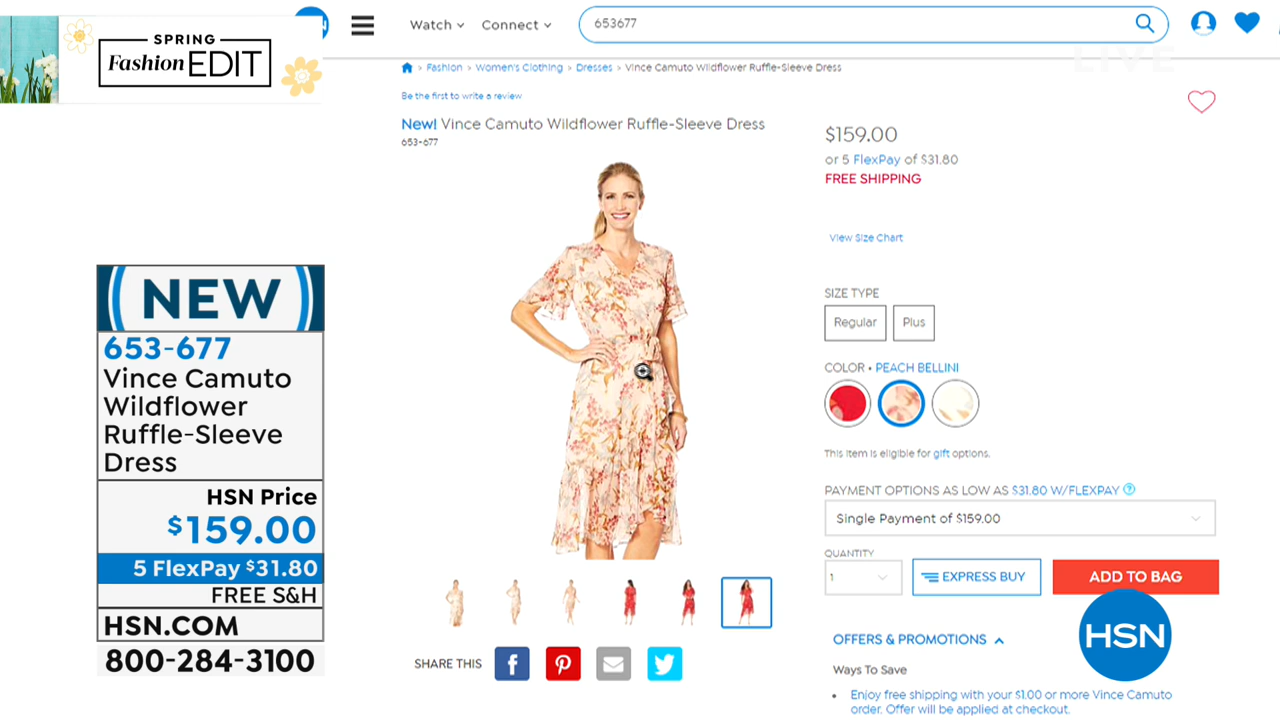 SPRING
Fashion EDIT
Watch
Connect
653677
LIVE
Fashion > Women's Clothing > Dresses > Vince Camuto Wildflower Ruffle-Sleeve Dress
Be the first to write a review
New! Vince Camuto Wildflower Ruffle-Sleeve Dress
653-677
$159.00
or 5 FlexPay of $31.80
FREE SHIPPING
View Size Chart
SIZE TYPE
Regular
Plus
COLOR • PEACH BELLINI
This item is eligible for gift options.
PAYMENT OPTIONS AS LOW AS $31.80 W/FLEXPAY ?
Single Payment of $159.00
QUANTITY
1
EXPRESS BUY
ADD TO BAG
OFFERS & PROMOTIONS
Ways To Save
• Enjoy free shipping with your $1.00 or more Vince Camuto
order. Offer will be applied at checkout.
SHARE THIS
HSN
NEW
653-677
Vince Camuto
Wildflower
Ruffle-Sleeve
Dress
HSN Price
$159.00
5 FlexPay $31.80
FREE S&H
HSN.COM
800-284-3100